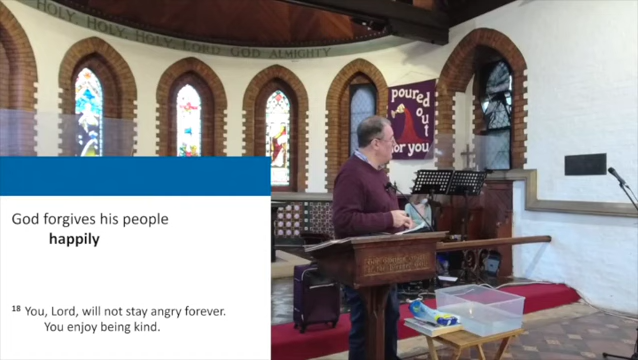 HOLY, HOLY, HOLY, LORD GOD ALMIGHTY
poured
out
for you
God forgives his people
happily
18 You, Lord, will not stay angry forever.
You enjoy being kind.